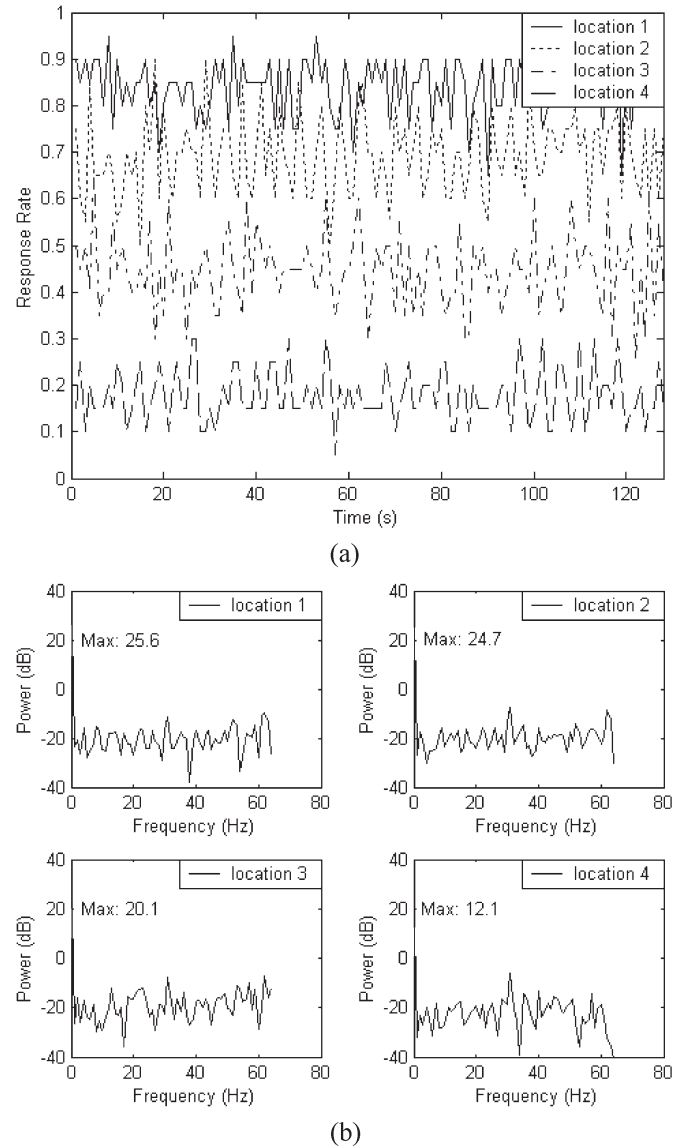 1
0.9
0.8
0.7
0.6
0.5
0.4
0.3
0.2
0.1
0
Response Rate
location 1
location 2
location 3
location 4
0 20 40 60 80 100 120
Time (s)
(a)
40
20
0
-20
-40
Power (dB)
location 1
Max: 25.6
0 20 40 60 80
Frequency (Hz)
40
20
0
-20
-40
Power (dB)
location 2
Max: 24.7
0 20 40 60 80
Frequency (Hz)
40
20
0
-20
-40
Power (dB)
location 3
Max: 20.1
0 20 40 60 80
Frequency (Hz)
40
20
0
-20
-40
Power (dB)
location 4
Max: 12.1
0 20 40 60 80
Frequency (Hz)
(b)